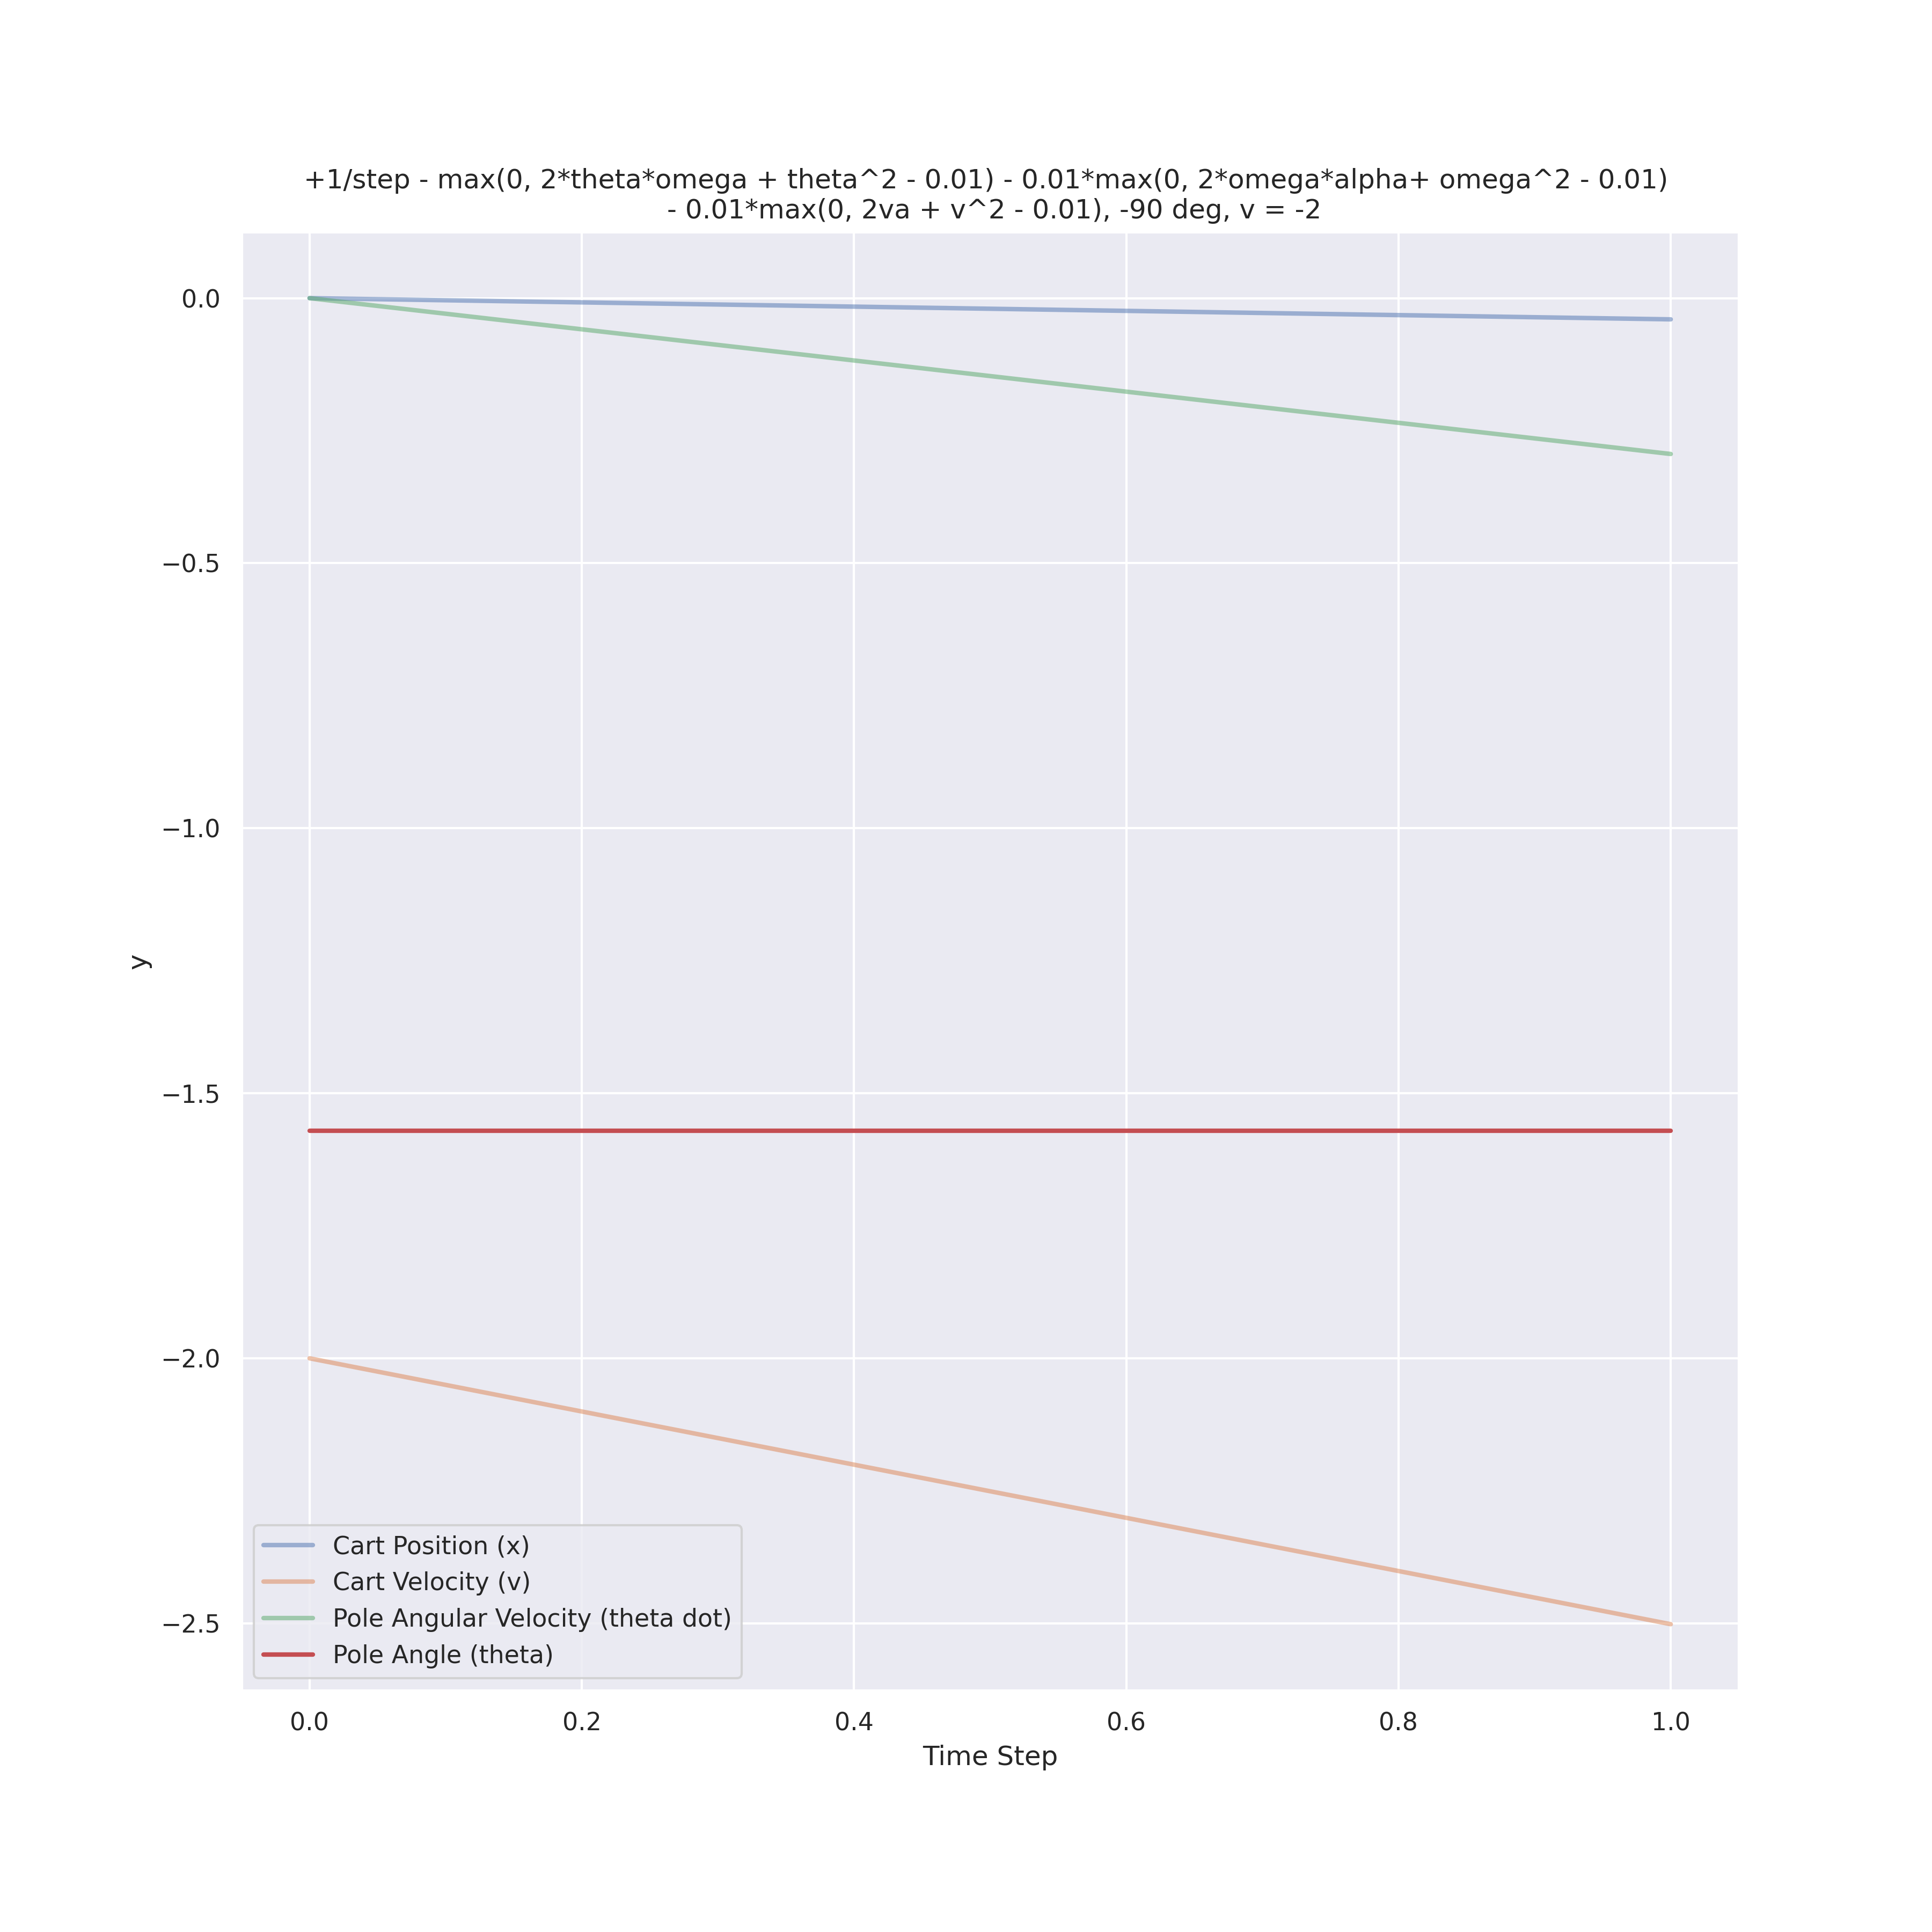 +1/step - max(0, 2*theta*omega + theta^2 - 0.01) - 0.01*max(0, 2*omega*alpha+ omega^2 - 0.01)
- 0.01*max(0, 2va + v^2 - 0.01), -90 deg, v = -2
0.0
−0.5
−1.0
−1.5
−2.0
−2.5
y
Cart Position (x)
Cart Velocity (v)
Pole Angular Velocity (theta dot)
Pole Angle (theta)
0.0 0.2 0.4 0.6 0.8 1.0
Time Step